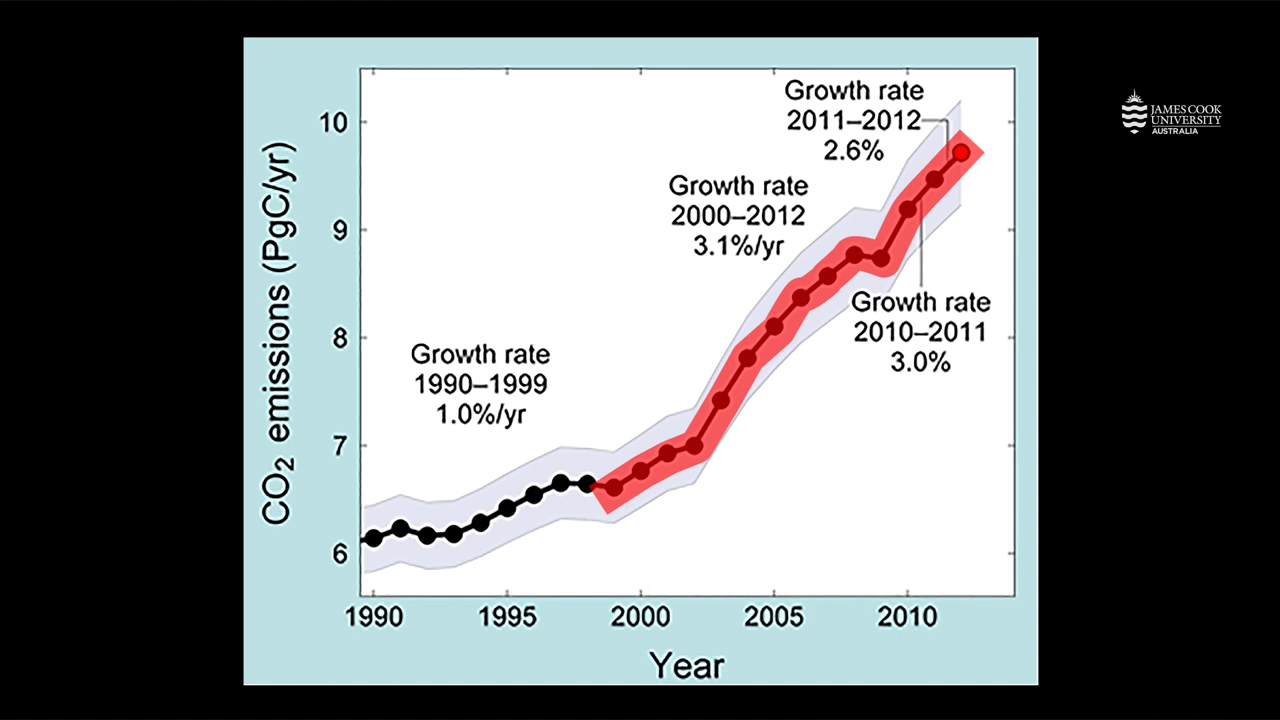 Growth rate
2011–2012
2.6%
Growth rate
2000–2012
3.1%/yr
Growth rate
2010–2011
3.0%
Growth rate
1990–1999
1.0%/yr
CO₂ emissions (PgC/yr)
10
9
8
7
6
1990
1995
2000
2005
2010
Year
JAMES COOK
UNIVERSITY
AUSTRALIA